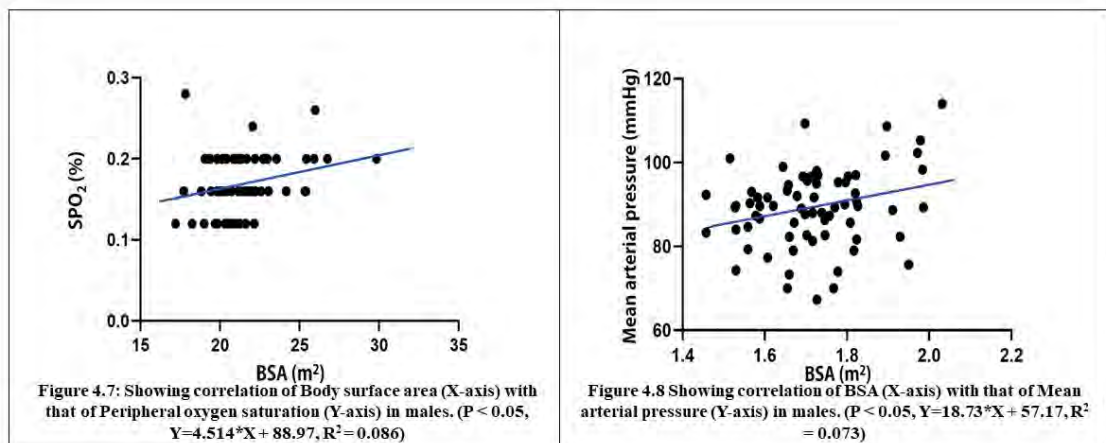 0.3
0.2
0.1
0.0
SPO₂ (%)
15 20 25 30 35
BSA (m²)
Figure 4.7: Showing correlation of Body surface area (X-axis) with
that of Peripheral oxygen saturation (Y-axis) in males. (P < 0.05,
Y=4.514*X + 88.97, R² = 0.086)
120
100
80
60
Mean arterial pressure (mmHg)
1.4 1.6 1.8 2.0 2.2
BSA (m²)
Figure 4.8 Showing correlation of BSA (X-axis) with that of Mean
arterial pressure (Y-axis) in males. (P < 0.05, Y=18.73*X + 57.17, R²
= 0.073)